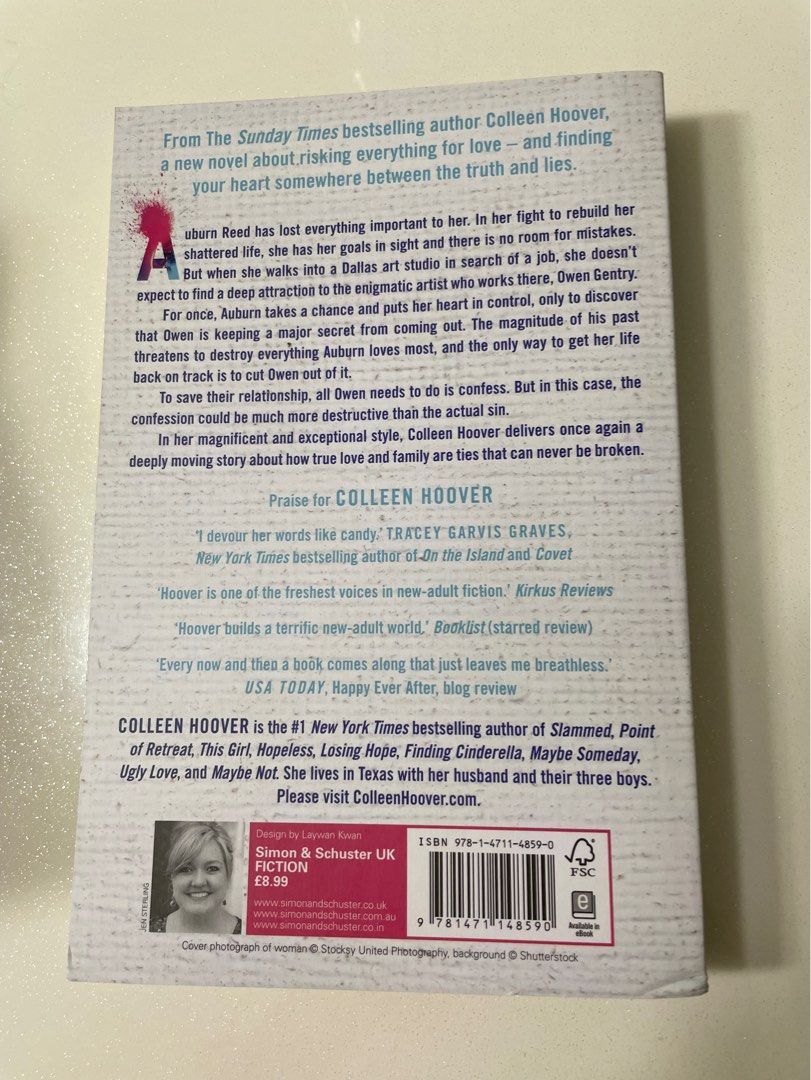 From The Sunday Times bestselling author Colleen Hoover,
a new novel about risking everything for love – and finding
your heart somewhere between the truth and lies.
Auburn Reed has lost everything important to her. In her fight to rebuild her
shattered life, she has her goals in sight and there is no room for mistakes.
But when she walks into a Dallas art studio in search of a job, she doesn't
expect to find a deep attraction to the enigmatic artist who works there, Owen Gentry.
For once, Auburn takes a chance and puts her heart in control, only to discover
that Owen is keeping a major secret from coming out. The magnitude of his past
threatens to destroy everything Auburn loves most, and the only way to get her life
back on track is to cut Owen out of it.
To save their relationship, all Owen needs to do is confess. But in this case, the
confession could be much more destructive than the actual sin.
In her magnificent and exceptional style, Colleen Hoover delivers once again a
deeply moving story about how true love and family are ties that can never be broken.
Praise for COLLEEN HOOVER
'I devour her words like candy.' TRACEY GARVIS GRAVES,
New York Times bestselling author of On the Island and Covet
'Hoover is one of the freshest voices in new-adult fiction.' Kirkus Reviews
'Hoover builds a terrific new-adult world.' Booklist (starred review)
'Every now and then a book comes along that just leaves me breathless.'
USA TODAY, Happy Ever After, blog review
COLLEEN HOOVER is the #1 New York Times bestselling author of Slammed, Point
of Retreat, This Girl, Hopeless, Losing Hope, Finding Cinderella, Maybe Someday,
Ugly Love, and Maybe Not. She lives in Texas with her husband and their three boys.
Please visit ColleenHoover.com.
JEN STERLING
Design by Laywan Kwan
Simon & Schuster UK
FICTION
£8.99
www.simonandschuster.co.uk
www.simonandschuster.com.au
www.simonandschuster.co.in
ISBN 978-1-4711-4859-0
9 781471 148590
FSC
e
Available in
eBook
Cover photograph of woman © Stocksy United Photography, background © Shutterstock